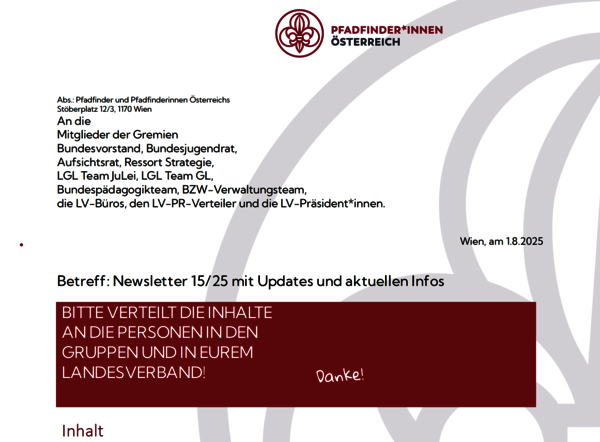 PFADFINDER*INNEN
ÖSTERREICH
Abs.: Pfadfinder und Pfadfinderinnen Österreichs
Stöberplatz 12/3, 1170 Wien
An die
Mitglieder der Gremien
Bundesvorstand, Bundesjugendrat,
Aufsichtsrat, Ressort Strategie,
LGL Team JuLei, LGL Team GL,
Bundespädagogikteam, BZW-Verwaltungsteam,
die LV-Büros, den LV-PR-Verteiler und die LV-Präsident*innen.
Wien, am 1.8.2025
Betreff: Newsletter 15/25 mit Updates und aktuellen Infos
BITTE VERTEILT DIE INHALTE
AN DIE PERSONEN IN DEN
GRUPPEN UND IN EUREM
LANDESVERBAND!
Danke!
Inhalt